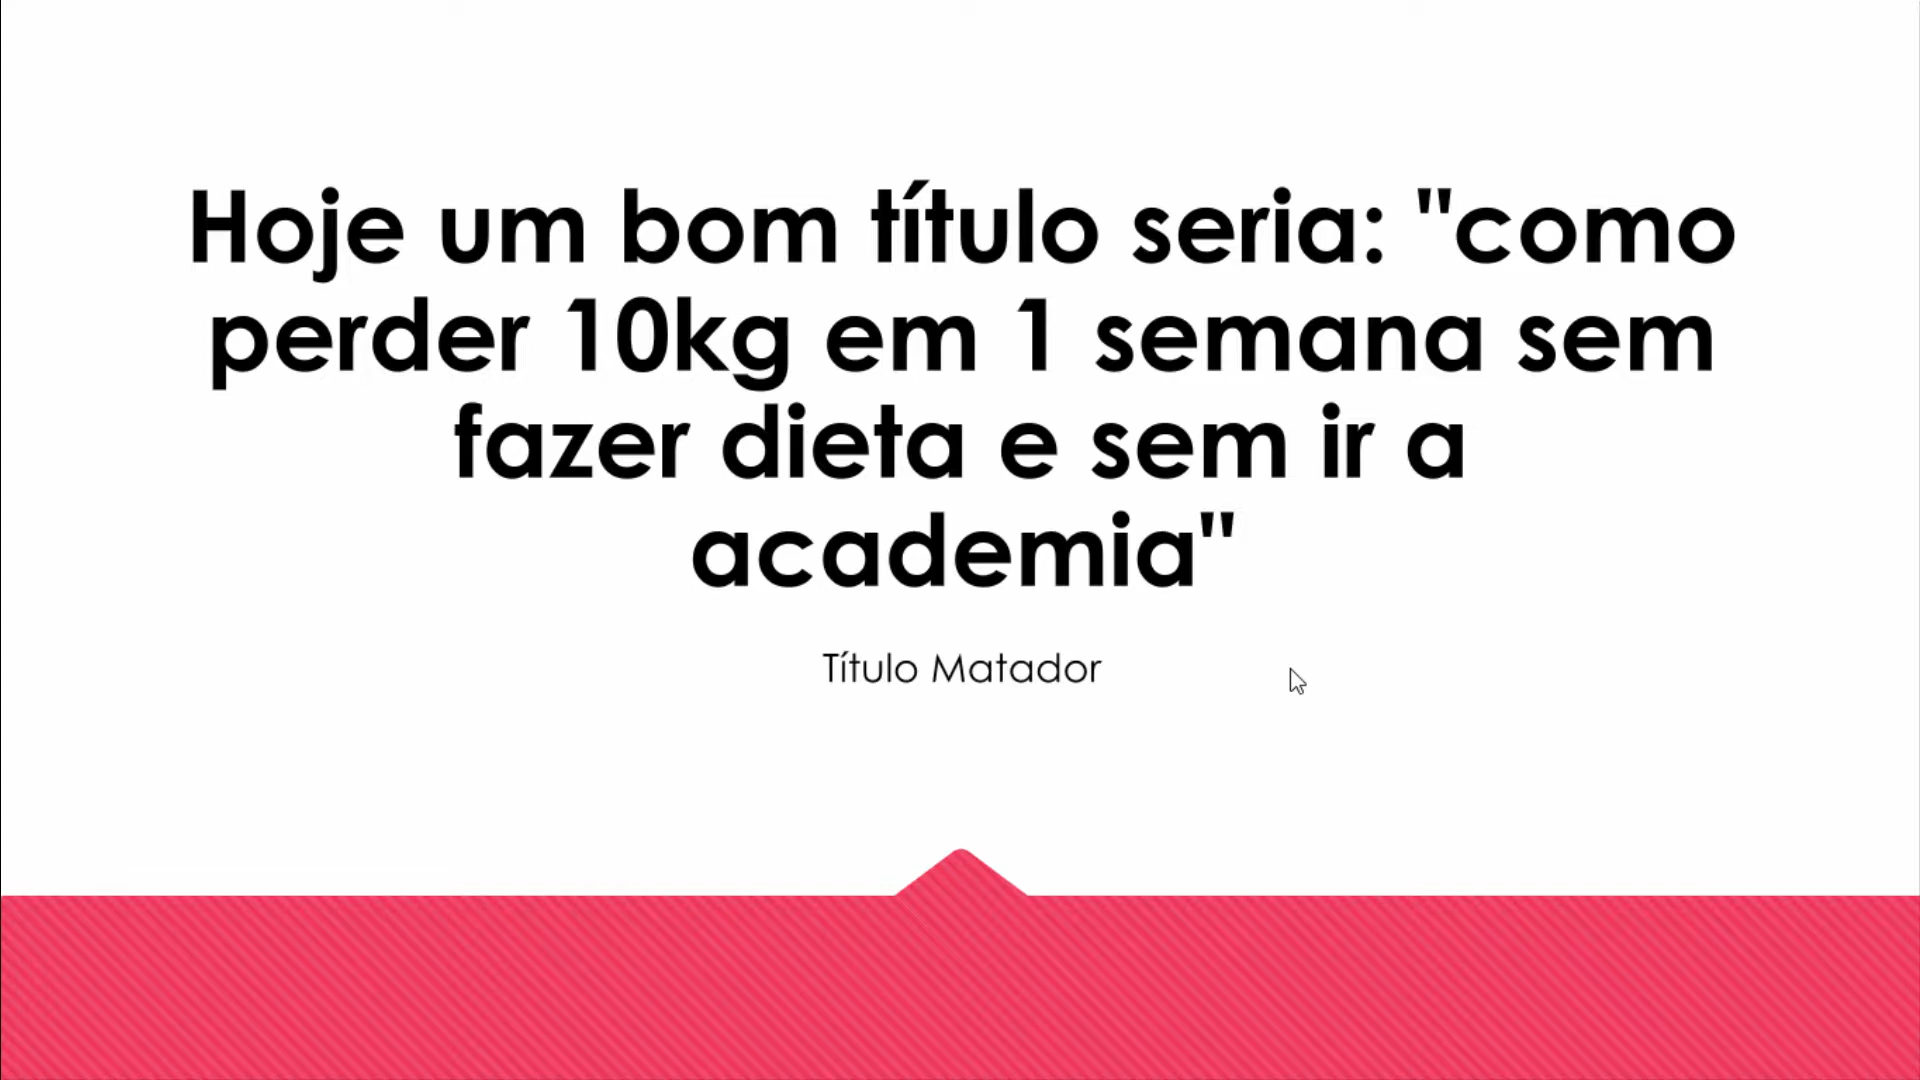 Hoje um bom título seria: "como
perder 10kg em 1 semana sem
fazer dieta e sem ir a
academia"
Título Matador